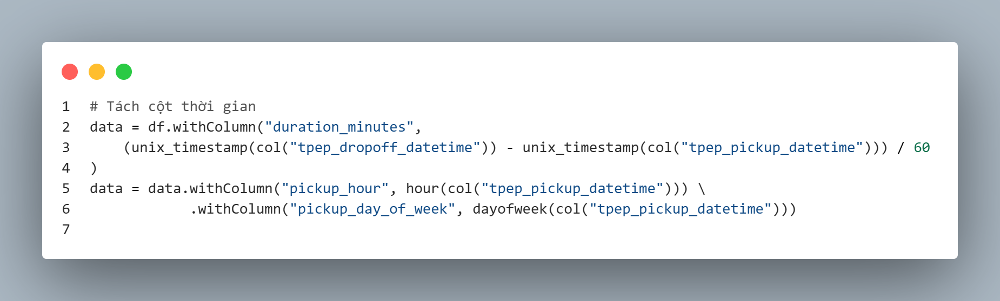 1 # Tách cột thời gian
2 data = df.withColumn("duration_minutes",
3     (unix_timestamp(col("tpep_dropoff_datetime")) - unix_timestamp(col("tpep_pickup_datetime"))) / 60
4 )
5 data = data.withColumn("pickup_hour", hour(col("tpep_pickup_datetime"))) \
6             .withColumn("pickup_day_of_week", dayofweek(col("tpep_pickup_datetime")))
7